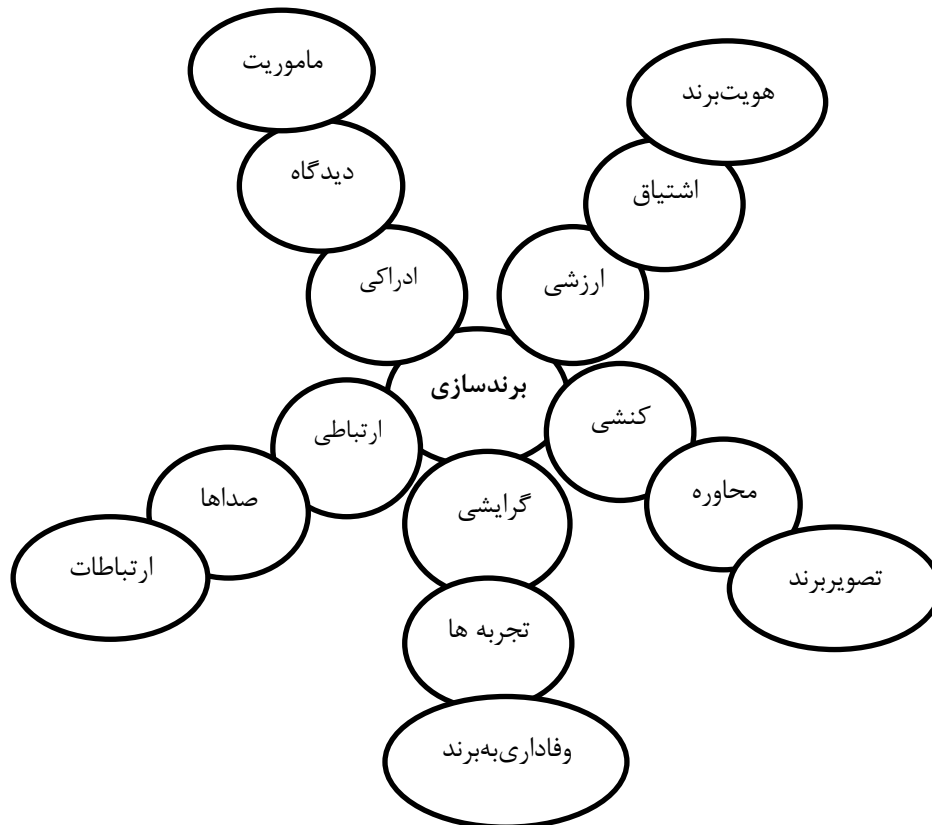 ماموریت
هویت‌برند
دیدگاه
اشتیاق
ادراکی
ارزشی
برندسازی
کنشی
ارتباطی
محاوره
صداها
گرایشی
ارتباطات
تصویربرند
تجربه ها
وفاداری‌به‌برند